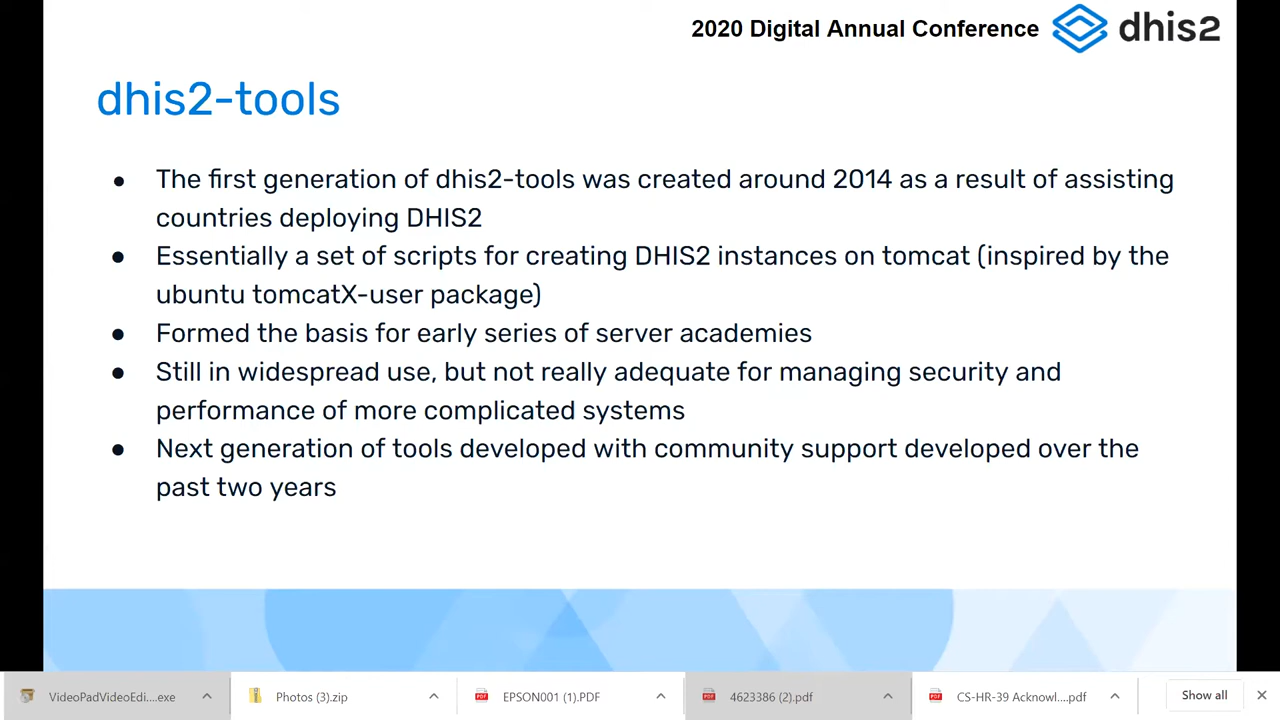 2020 Digital Annual Conference dhis2
dhis2-tools
● The first generation of dhis2-tools was created around 2014 as a result of assisting
countries deploying DHIS2
● Essentially a set of scripts for creating DHIS2 instances on tomcat (inspired by the
ubuntu tomcatX-user package)
● Formed the basis for early series of server academies
● Still in widespread use, but not really adequate for managing security and
performance of more complicated systems
● Next generation of tools developed with community support developed over the
past two years
VideoPadVideoEdi....exe Photos (3).zip EPSON001 (1).PDF 4623386 (2).pdf CS-HR-39 Acknowl....pdf Show all